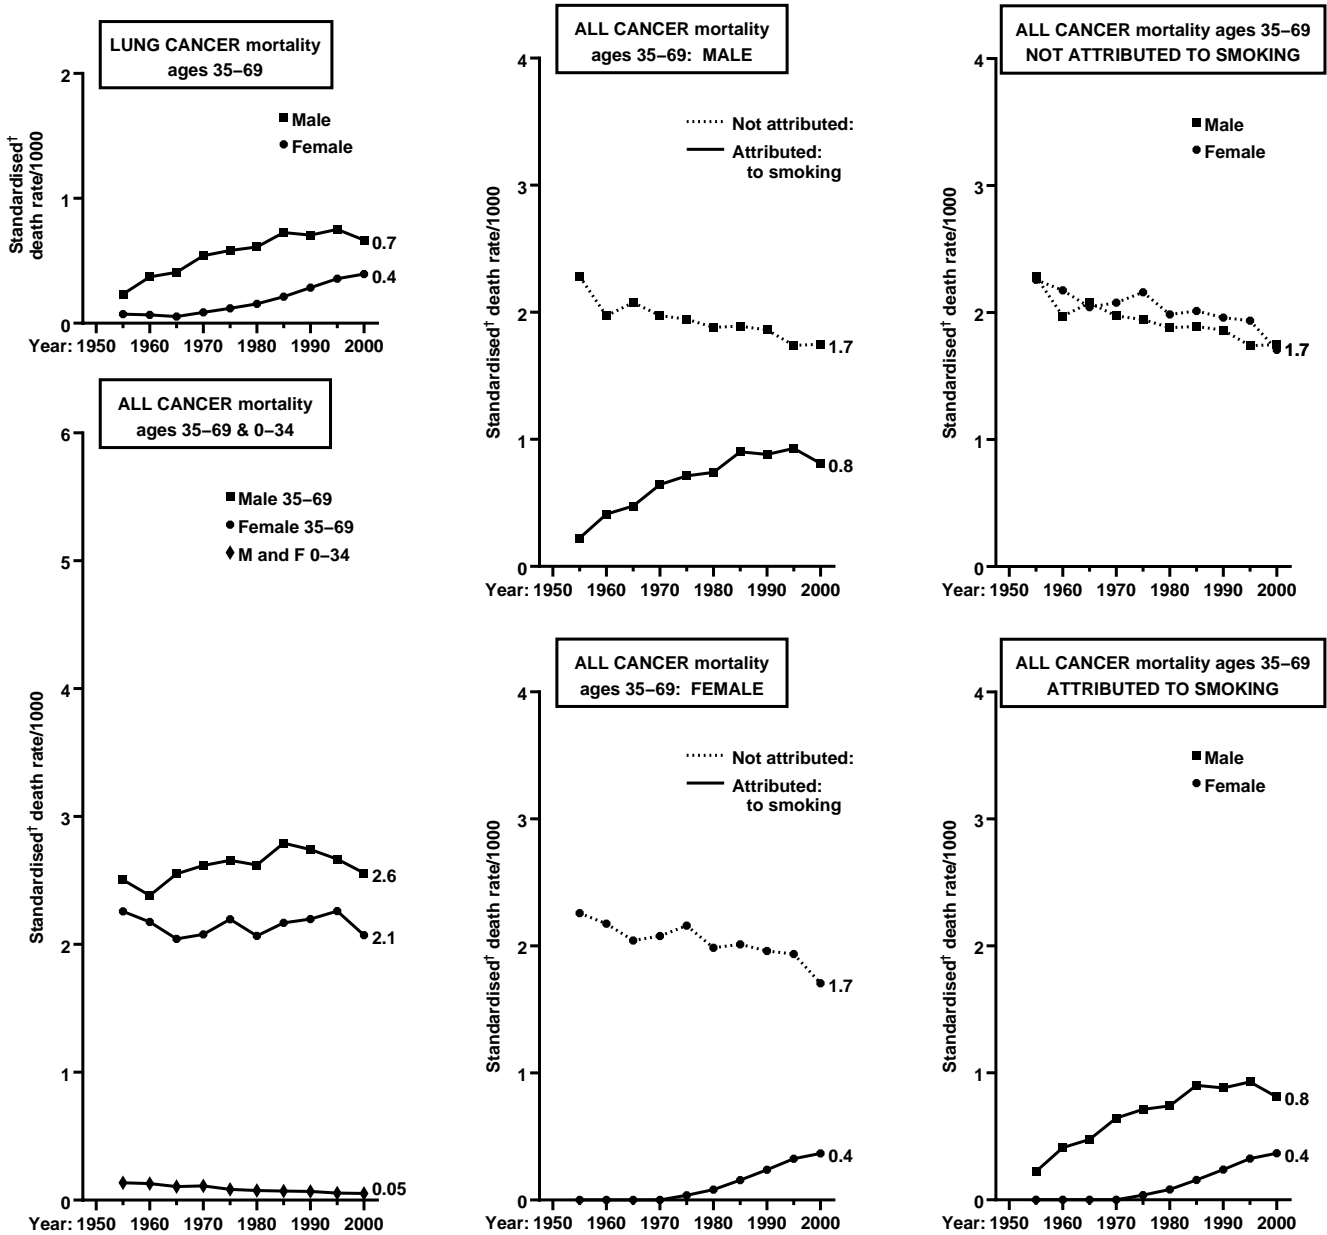 LUNG CANCER mortality
ages 35–69
2
1
0
Standardised†
death rate/1000
Male
Female
0.7
0.4
Year: 1950 1960 1970 1980 1990 2000
ALL CANCER mortality
ages 35–69 & 0–34
6
5
4
3
2
1
0
Standardised† death rate/1000
Male 35–69
Female 35–69
M and F 0–34
2.6
2.1
0.05
Year: 1950 1960 1970 1980 1990 2000
ALL CANCER mortality
ages 35–69: MALE
4
3
2
1
0
Standardised† death rate/1000
Not attributed:
Attributed:
to smoking
1.7
0.8
Year: 1950 1960 1970 1980 1990 2000
ALL CANCER mortality
ages 35–69: FEMALE
4
3
2
1
0
Standardised† death rate/1000
Not attributed:
Attributed:
to smoking
1.7
0.4
Year: 1950 1960 1970 1980 1990 2000
ALL CANCER mortality ages 35–69
NOT ATTRIBUTED TO SMOKING
4
3
2
1
0
Standardised† death rate/1000
Male
Female
1.7
Year: 1950 1960 1970 1980 1990 2000
ALL CANCER mortality ages 35–69
ATTRIBUTED TO SMOKING
4
3
2
1
0
Standardised† death rate/1000
Male
Female
0.8
0.4
Year: 1950 1960 1970 1980 1990 2000